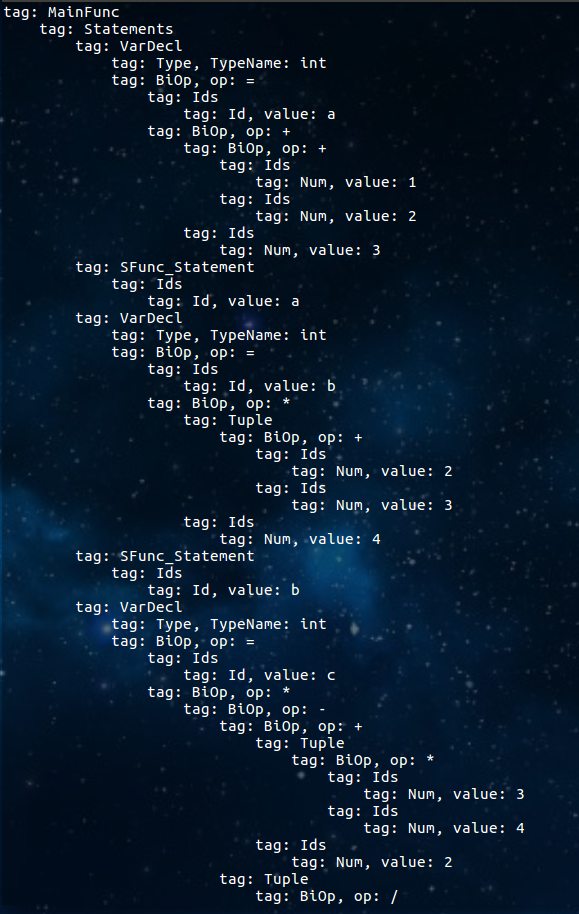 tag: MainFunc
    tag: Statements
        tag: VarDecl
            tag: Type, TypeName: int
            tag: BiOp, op: =
                tag: Ids
                    tag: Id, value: a
                tag: BiOp, op: +
                    tag: BiOp, op: +
                        tag: Ids
                            tag: Num, value: 1
                        tag: Ids
                            tag: Num, value: 2
                    tag: Ids
                        tag: Num, value: 3
        tag: SFunc_Statement
            tag: Ids
                tag: Id, value: a
        tag: VarDecl
            tag: Type, TypeName: int
            tag: BiOp, op: =
                tag: Ids
                    tag: Id, value: b
                tag: BiOp, op: *
                    tag: Tuple
                        tag: BiOp, op: +
                            tag: Ids
                                tag: Num, value: 2
                            tag: Ids
                                tag: Num, value: 3
                    tag: Ids
                        tag: Num, value: 4
        tag: SFunc_Statement
            tag: Ids
                tag: Id, value: b
        tag: VarDecl
            tag: Type, TypeName: int
            tag: BiOp, op: =
                tag: Ids
                    tag: Id, value: c
                tag: BiOp, op: *
                    tag: BiOp, op: -
                        tag: BiOp, op: +
                            tag: Tuple
                                tag: BiOp, op: *
                                    tag: Ids
                                        tag: Num, value: 3
                                    tag: Ids
                                        tag: Num, value: 4
                            tag: Ids
                                tag: Num, value: 2
                        tag: Tuple
                            tag: BiOp, op: /